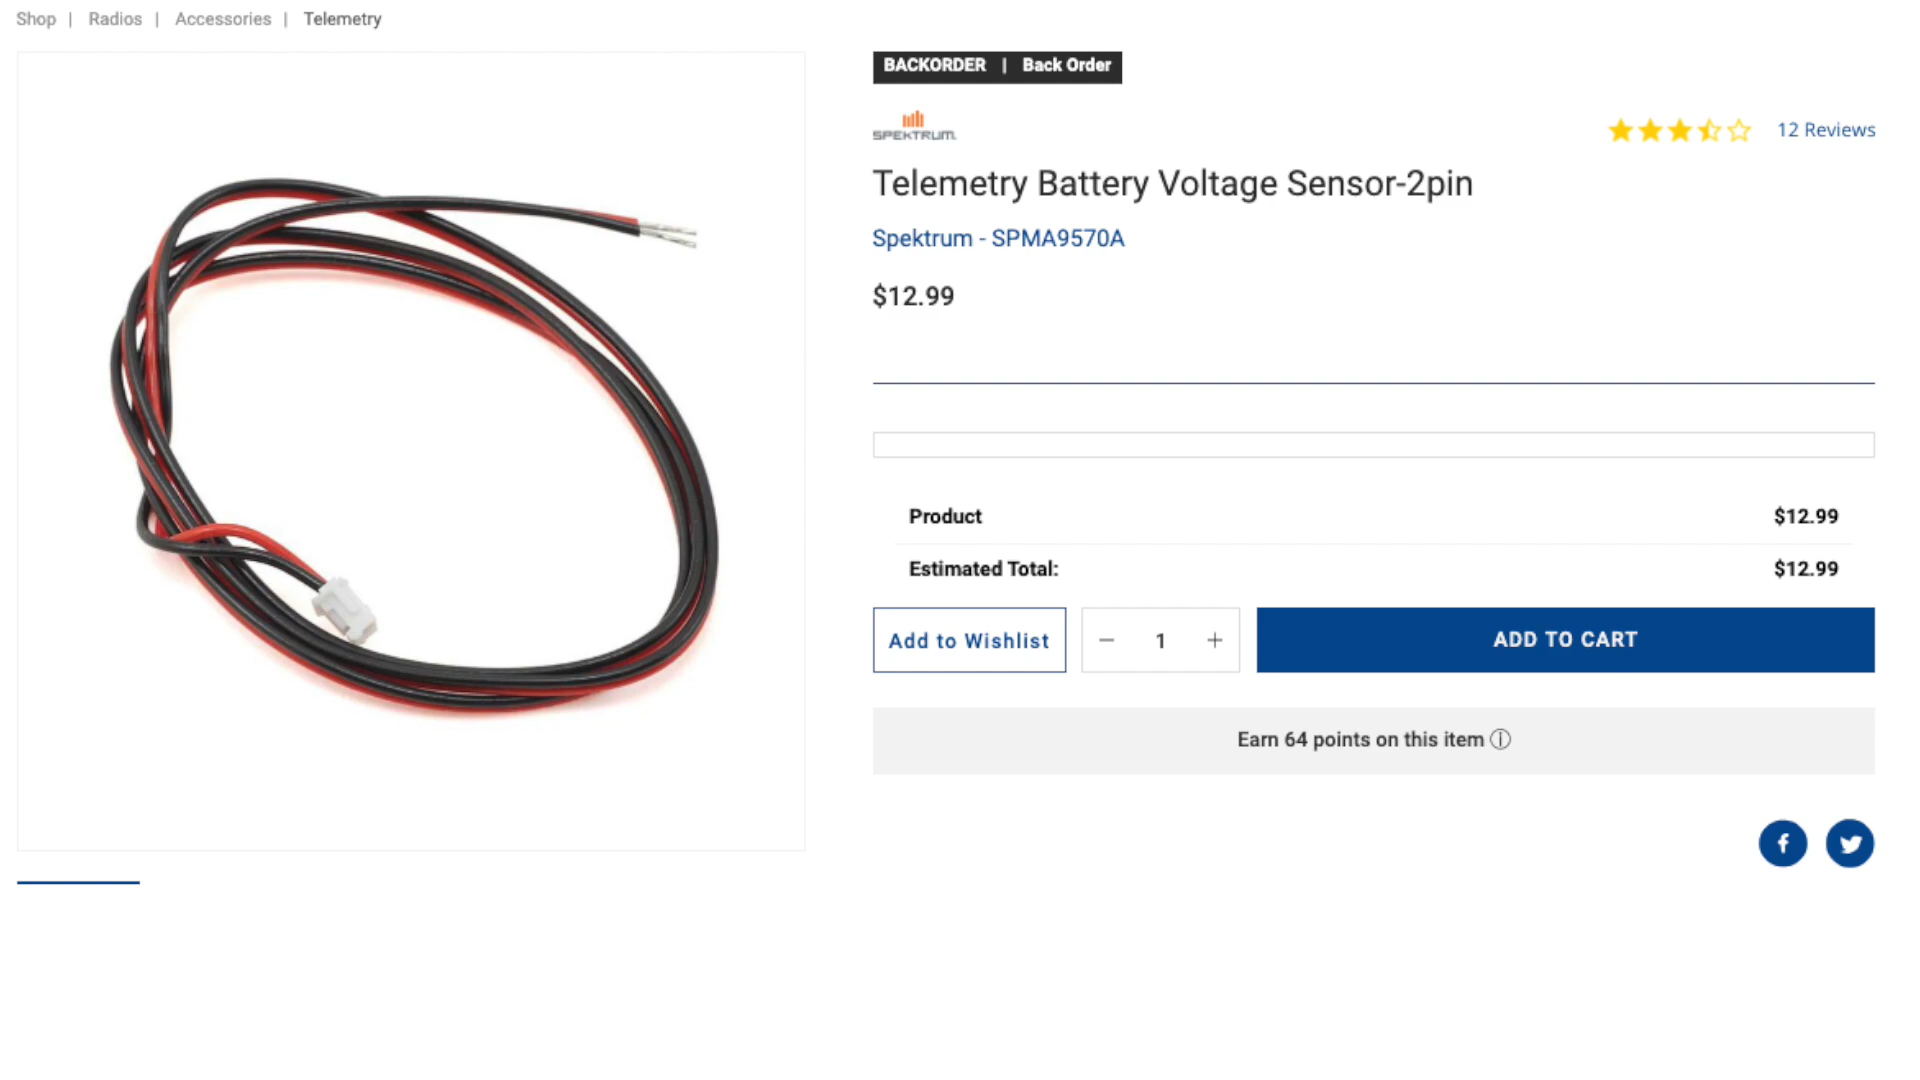 Shop | Radios | Accessories | Telemetry
BACKORDER | Back Order
SPEKTRUM
12 Reviews
Telemetry Battery Voltage Sensor-2pin
Spektrum - SPMA9570A
$12.99
Product $12.99
Estimated Total: $12.99
Add to Wishlist − 1 + ADD TO CART
Earn 64 points on this item ⓘ